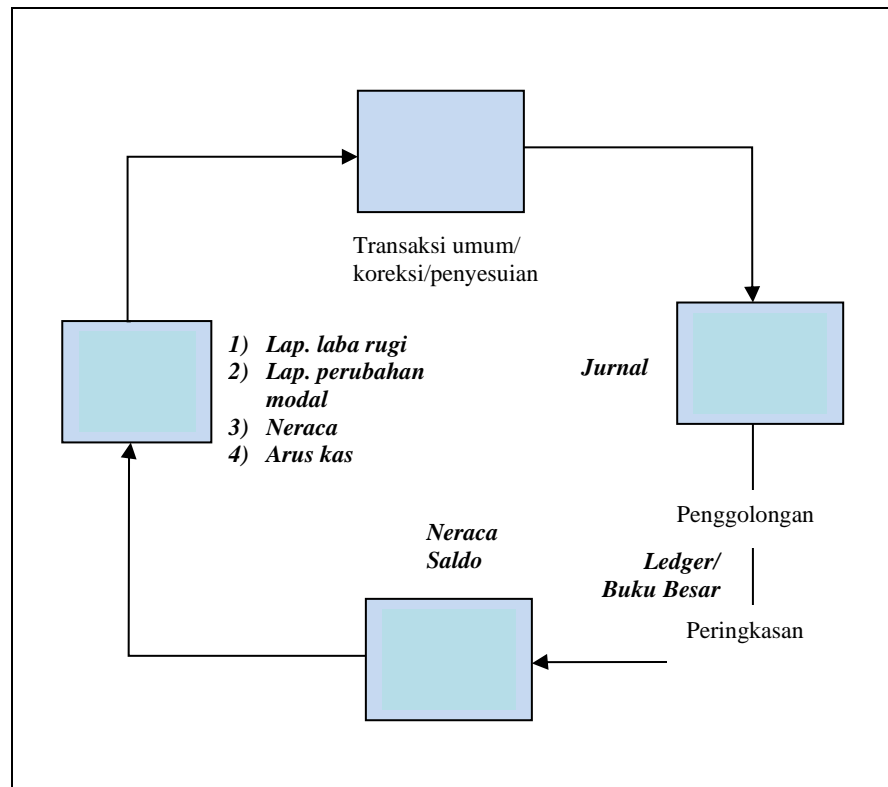 Transaksi umum/
koreksi/penyesuian
1) Lap. laba rugi
2) Lap. perubahan
modal
3) Neraca
4) Arus kas
Jurnal
Penggolongan
Neraca
Saldo
Ledger/
Buku Besar
Peringkasan